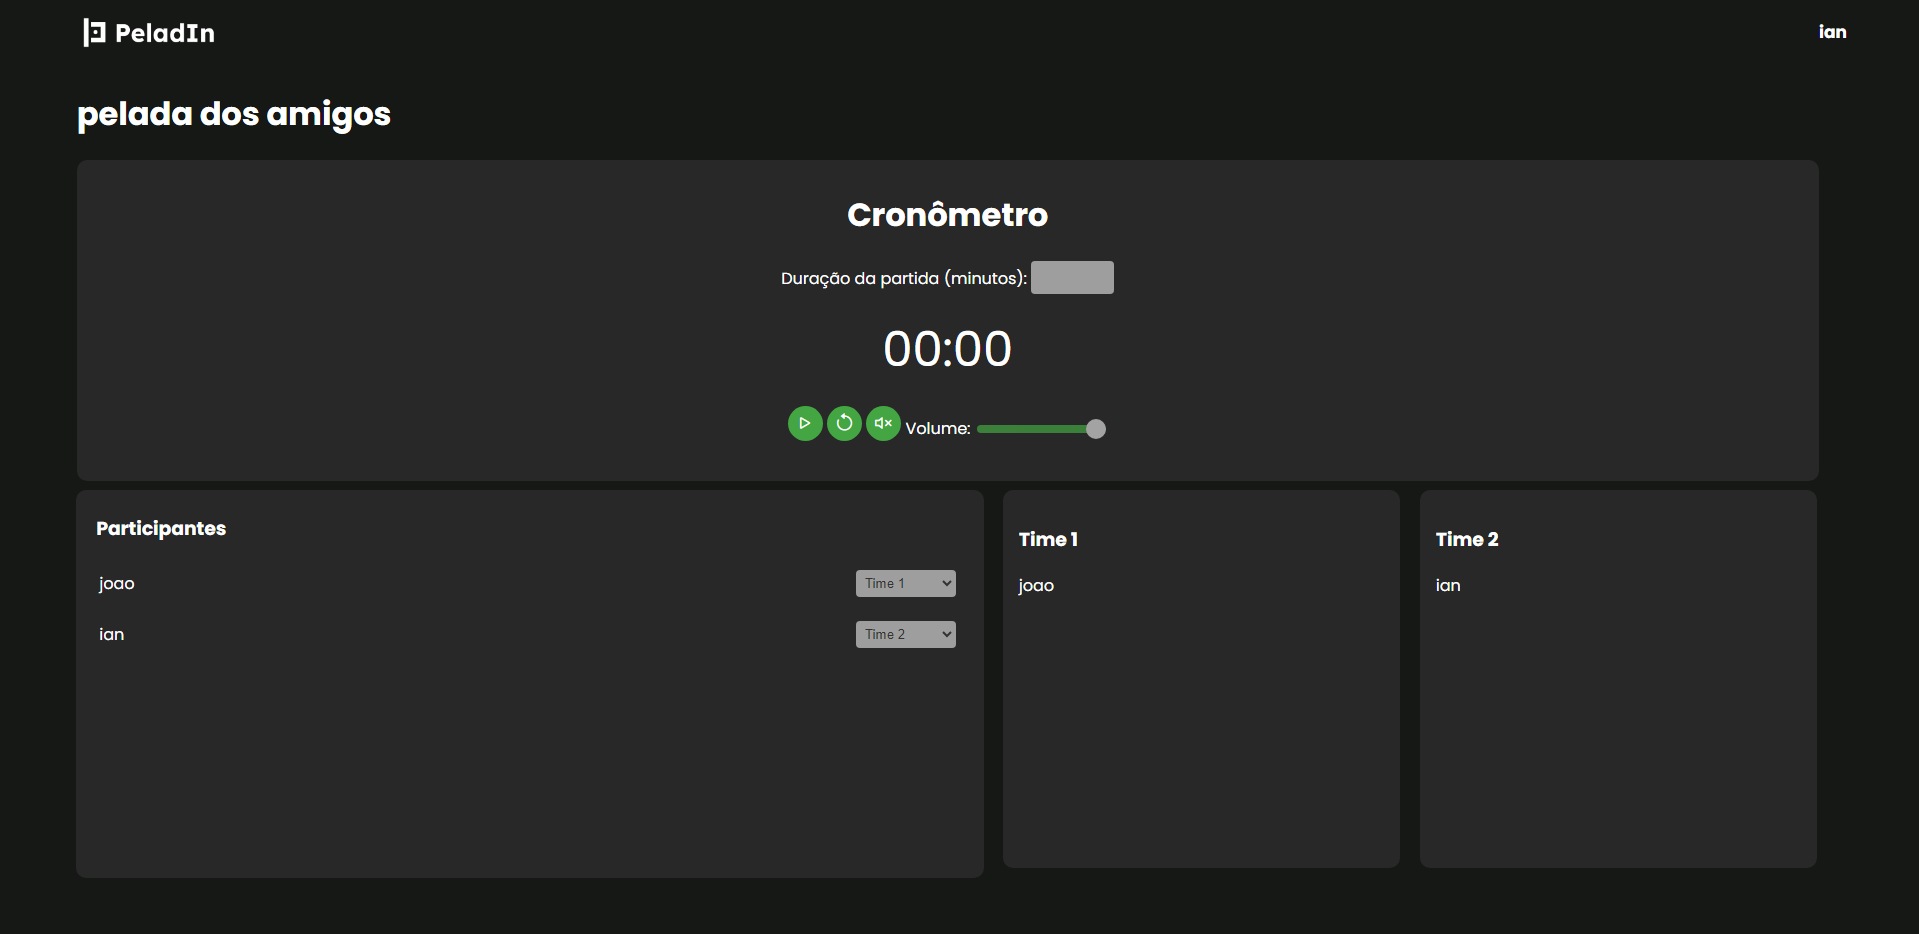 PeladIn
ian
pelada dos amigos
Cronômetro
Duração da partida (minutos):
00:00
Volume:
Participantes
joao
Time 1
ian
Time 2
Time 1
joao
Time 2
ian